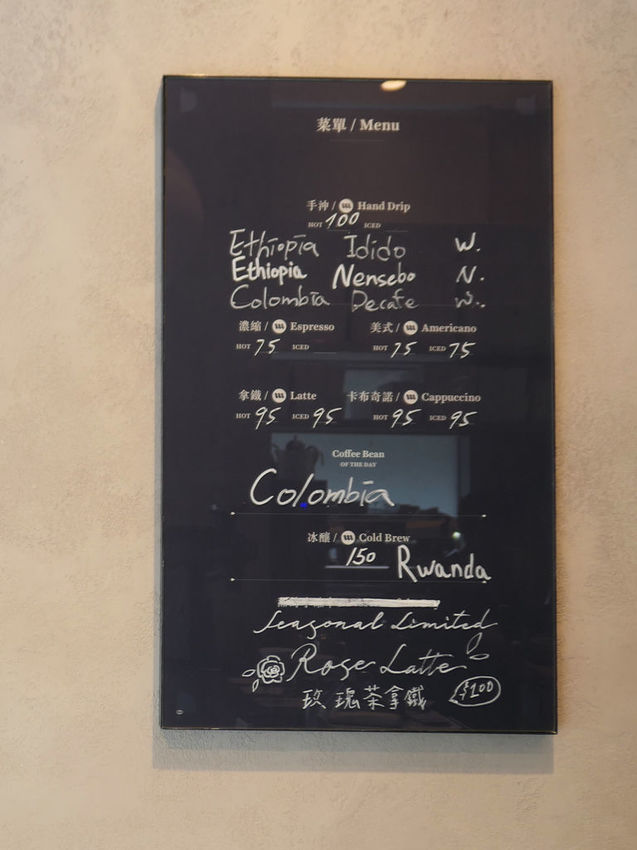 菜單 / Menu
手沖 / Hand Drip
HOT 100 ICED
Ethiopia Idido W.
Ethiopia Nensebo N.
Colombia Decafe W.
濃縮 / Espresso 美式 / Americano
HOT 75 ICED HOT 75 ICED 75
拿鐵 / Latte 卡布奇諾 / Cappuccino
HOT 95 ICED 95 HOT 95 ICED 95
Coffee Bean
OF THE DAY
Colombia
冰釀 / Cold Brew
150 Rwanda
Seasonal Limited
Rose Latte
玫瑰茶拿鐵 $100